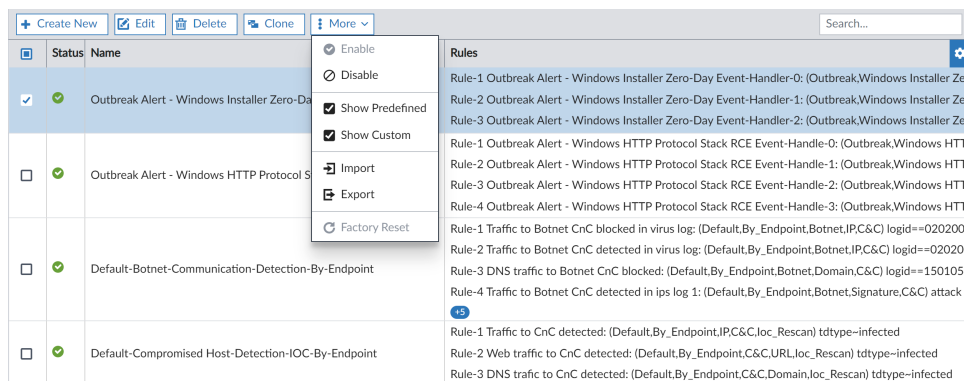 Create New Edit Delete Clone More Search...
Status Name Rules
Enable
Disable
Show Predefined
Show Custom
Import
Export
Factory Reset
Outbreak Alert - Windows Installer Zero-Da
Rule-1 Outbreak Alert - Windows Installer Zero-Day Event-Handler-0: (Outbreak,Windows Installer Ze
Rule-2 Outbreak Alert - Windows Installer Zero-Day Event-Handler-1: (Outbreak,Windows Installer Ze
Rule-3 Outbreak Alert - Windows Installer Zero-Day Event-Handler-2: (Outbreak,Windows Installer Ze
Outbreak Alert - Windows HTTP Protocol S
Rule-1 Outbreak Alert - Windows HTTP Protocol Stack RCE Event-Handle-0: (Outbreak,Windows HTT
Rule-2 Outbreak Alert - Windows HTTP Protocol Stack RCE Event-Handle-1: (Outbreak,Windows HTT
Rule-3 Outbreak Alert - Windows HTTP Protocol Stack RCE Event-Handle-2: (Outbreak,Windows HTT
Rule-4 Outbreak Alert - Windows HTTP Protocol Stack RCE Event-Handle-3: (Outbreak,Windows HTT
Default-Botnet-Communication-Detection-By-Endpoint
Rule-1 Traffic to Botnet CnC blocked in virus log: (Default,By_Endpoint,Botnet,IP,C&C) logid==020200
Rule-2 Traffic to Botnet CnC detected in virus log: (Default,By_Endpoint,Botnet,IP,C&C) logid==02020
Rule-3 DNS traffic to Botnet CnC blocked: (Default,By_Endpoint,Botnet,Domain,C&C) logid==150105
Rule-4 Traffic to Botnet CnC detected in ips log 1: (Default,By_Endpoint,Botnet,Signature,C&C) attack
+5
Default-Compromised Host-Detection-IOC-By-Endpoint
Rule-1 Traffic to CnC detected: (Default,By_Endpoint,IP,C&C,Ioc_Rescan) tdtype~infected
Rule-2 Web traffic to CnC detected: (Default,By_Endpoint,C&C,URL,Ioc_Rescan) tdtype~infected
Rule-3 DNS trafic to CnC detected: (Default,By_Endpoint,C&C,Domain,Ioc_Rescan) tdtype~infected